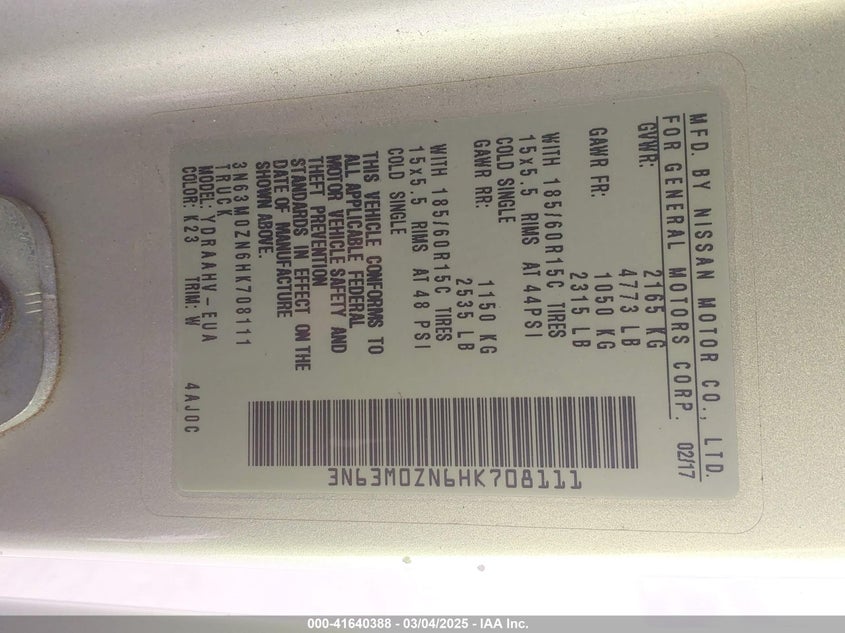 MFD. BY NISSAN MOTOR CO., LTD.
FOR GENERAL MOTORS CORP. 02/17
GVWR: 2165 KG
4773 LB
GAWR FR: 1050 KG
2315 LB
WITH 185/60R15C TIRES
15x5.5 RIMS AT 44PSI
COLD SINGLE
GAWR RR: 1150 KG
2535 LB
WITH 185/60R15C TIRES
15x5.5 RIMS AT 48 PSI
COLD SINGLE
THIS VEHICLE CONFORMS TO
ALL APPLICABLE FEDERAL
MOTOR VEHICLE SAFETY AND
THEFT PREVENTION
STANDARDS IN EFFECT ON THE
DATE OF MANUFACTURE
SHOWN ABOVE.
3N63M0ZN6HK708111
TRUCK
MODEL: YDRAAHV-EUA
COLOR: K23 TRIM: W 4AJ0C
3N63M0ZN6HK708111
000-41640388 - 03/04/2025 - IAA Inc.